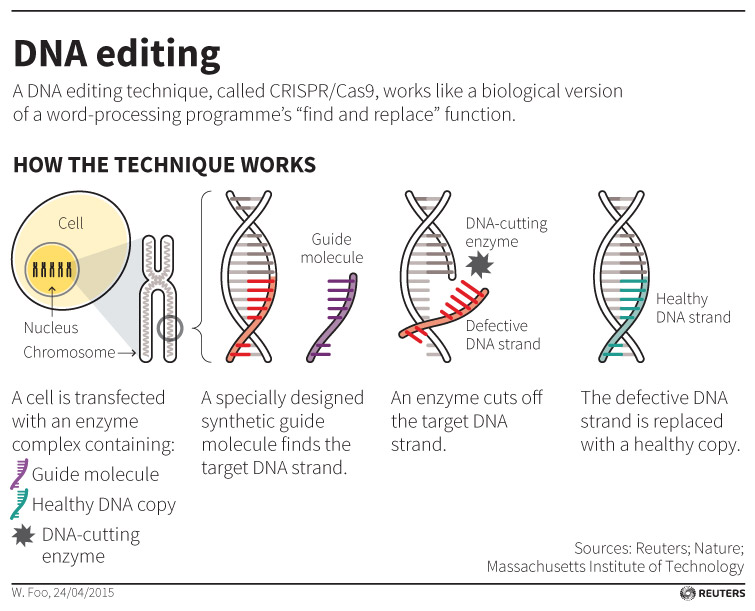 DNA editing
A DNA editing technique, called CRISPR/Cas9, works like a biological version
of a word-processing programme’s “find and replace” function.
HOW THE TECHNIQUE WORKS
Cell
Nucleus
Chromosome
Guide
molecule
DNA-cutting
enzyme
Defective
DNA strand
Healthy
DNA strand
A cell is transfected
with an enzyme
complex containing:
Guide molecule
Healthy DNA copy
DNA-cutting
enzyme
A specially designed
synthetic guide
molecule finds the
target DNA strand.
An enzyme cuts off
the target DNA
strand.
The defective DNA
strand is replaced
with a healthy copy.
Sources: Reuters; Nature;
Massachusetts Institute of Technology
W. Foo, 24/04/2015
REUTERS